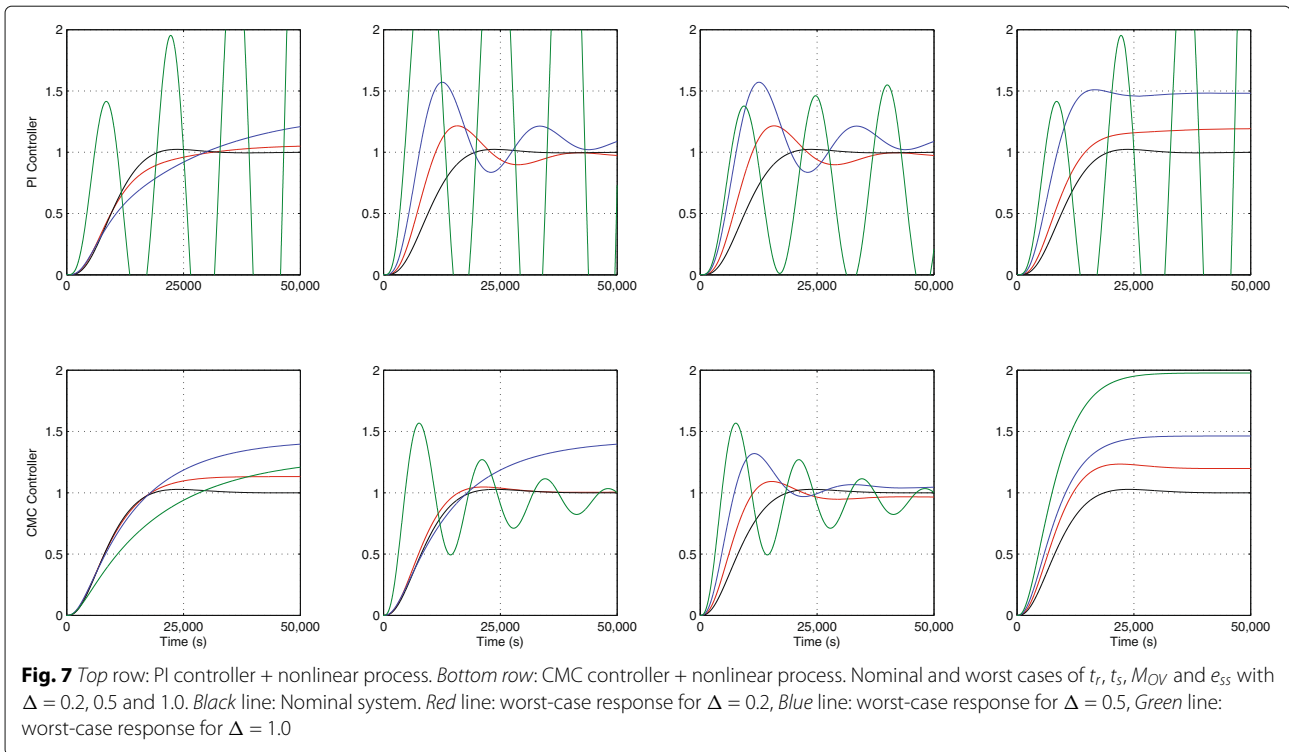 2
2
2
2
1.5
1.5
1.5
1.5
PI Controller
1
1
1
1
0.5
0.5
0.5
0.5
0
0
0
0
0 25000 50,000
0 25,000 50,000
0 25,000 50,000
0 25,000 50,000
2
2
2
2
1.5
1.5
1.5
1.5
CMC Controller
1
1
1
1
0.5
0.5
0.5
0.5
0
0
0
0
0 25,000 50,000
0 25,000 50,000
0 25,000 50,000
0 25,000 50,000
Time (s)
Time (s)
Time (s)
Time (s)
Fig. 7 Top row: PI controller + nonlinear process. Bottom row: CMC controller + nonlinear process. Nominal and worst cases of tr, ts, MOV and ess with
Δ = 0.2, 0.5 and 1.0. Black line: Nominal system. Red line: worst-case response for Δ = 0.2, Blue line: worst-case response for Δ = 0.5, Green line:
worst-case response for Δ = 1.0